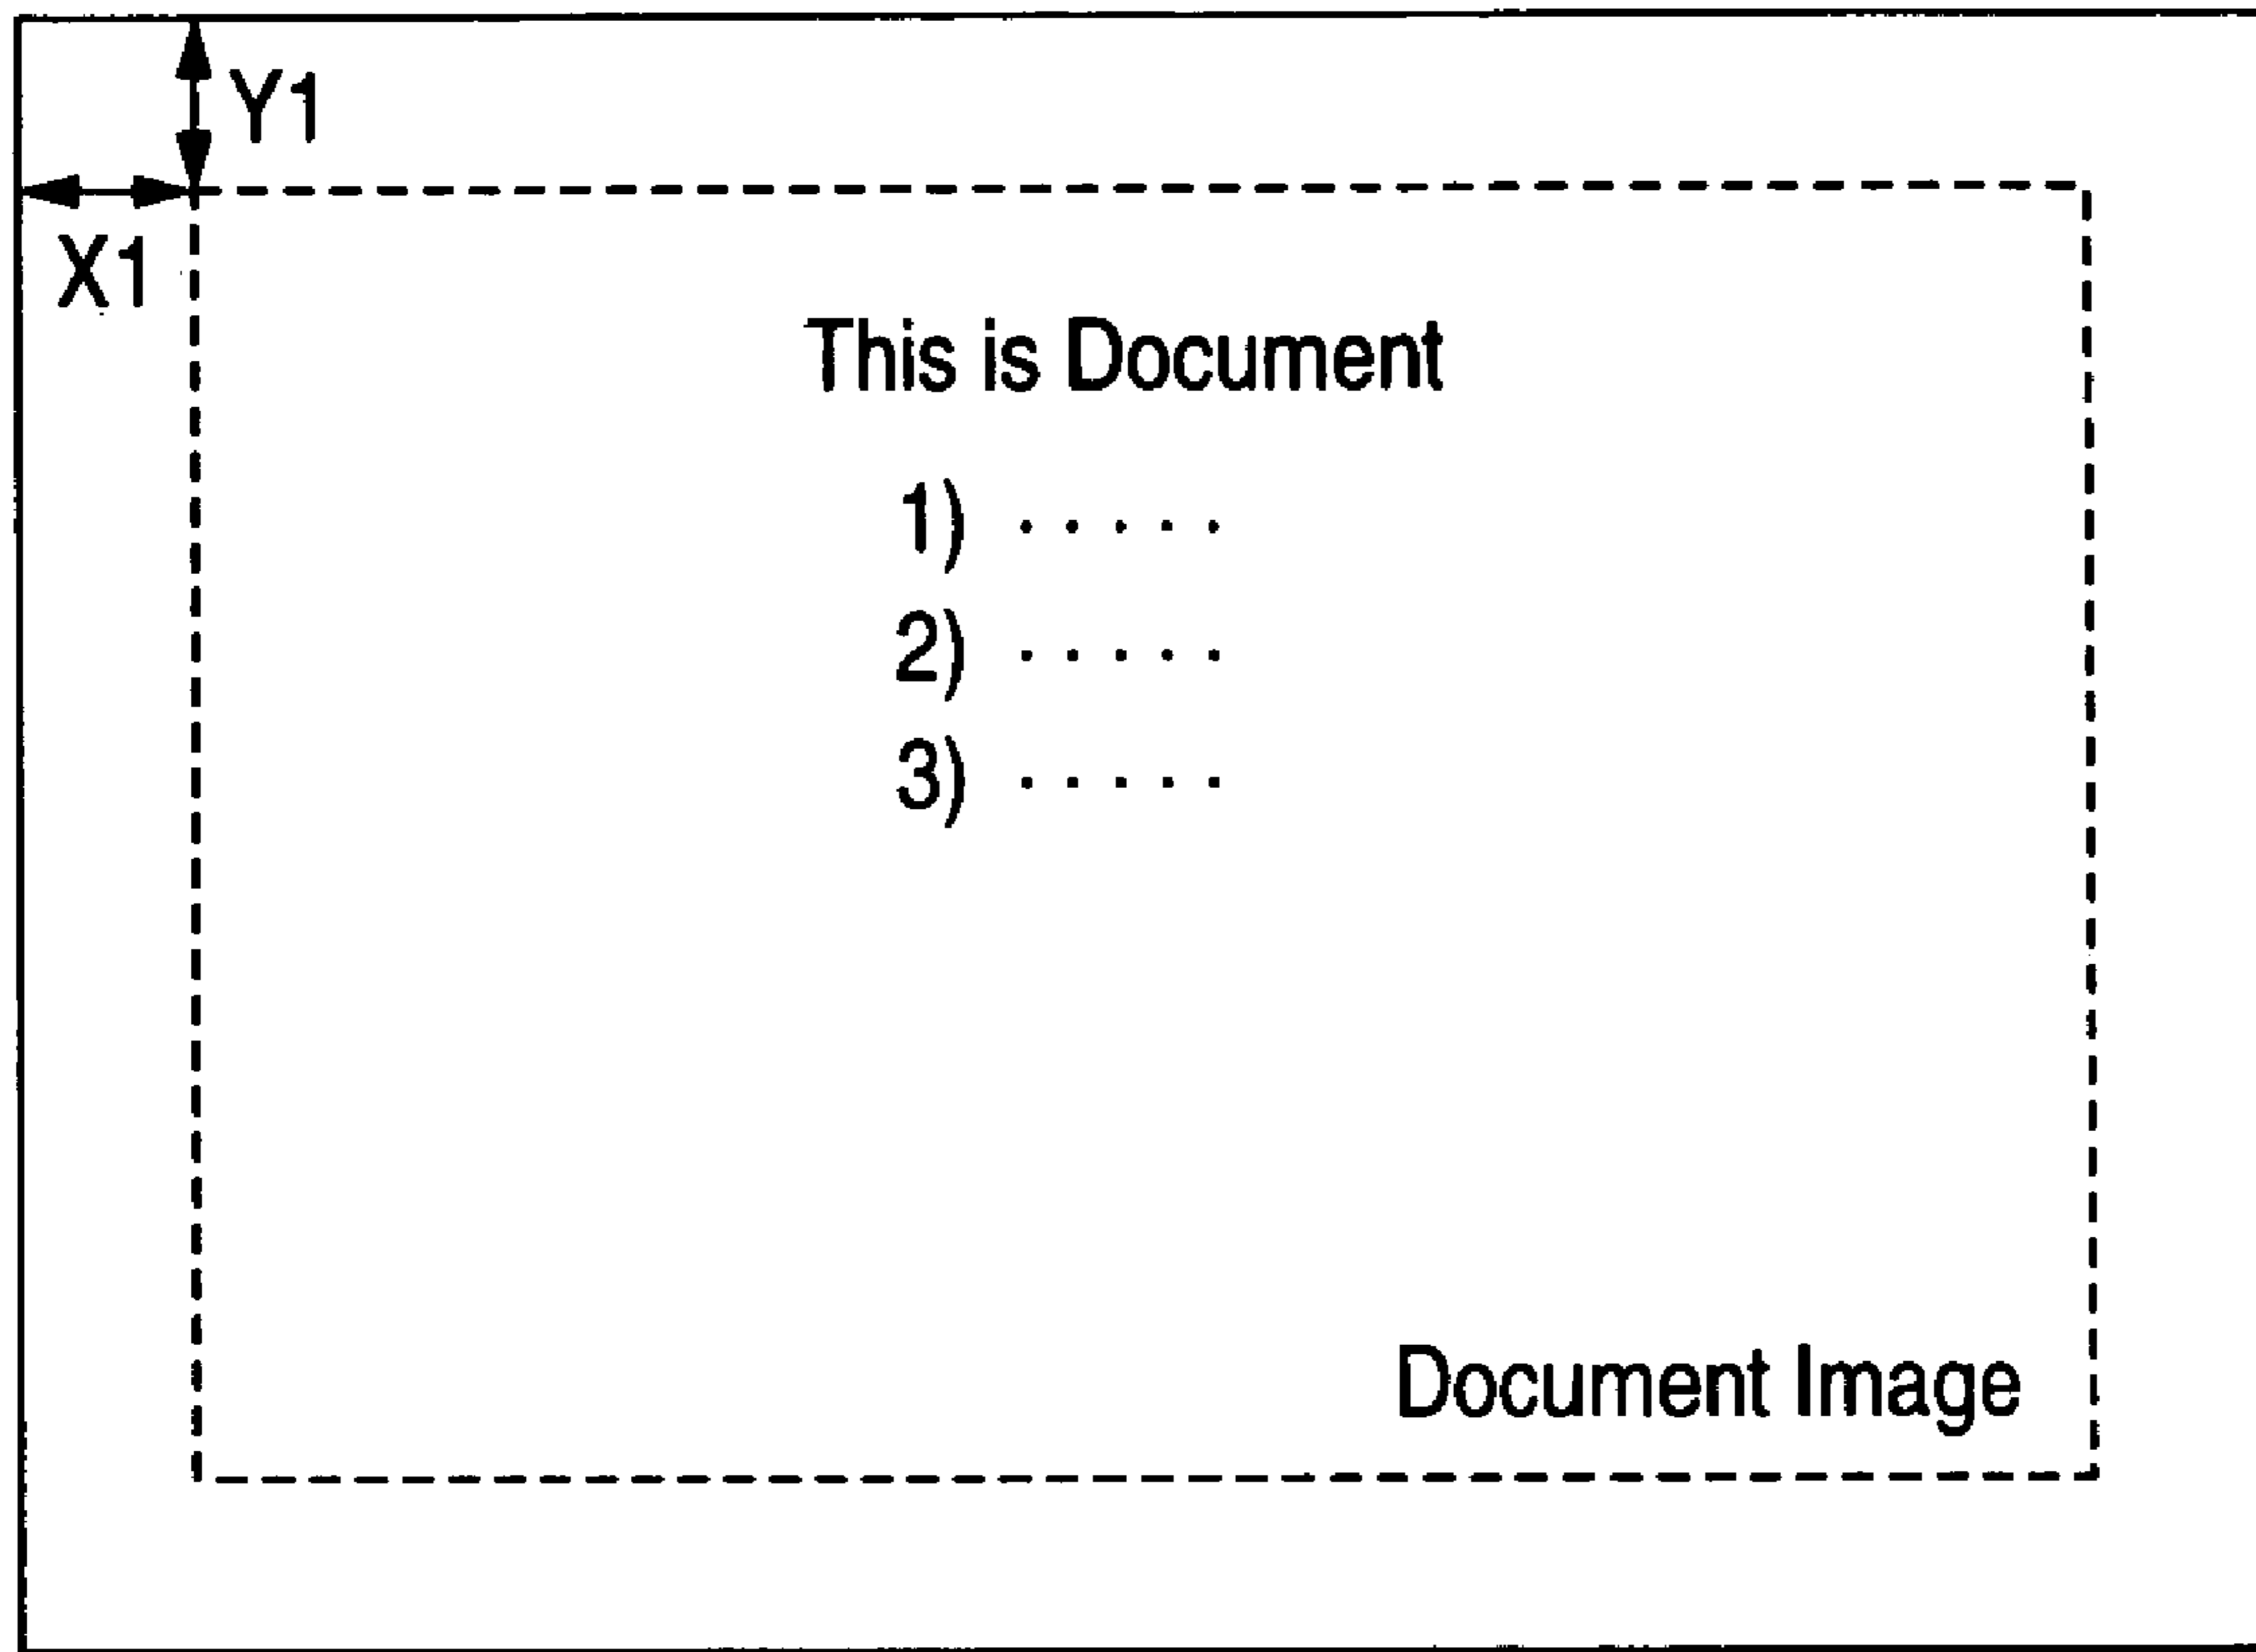 Y1
X1
This is Document
1) · · · · ·
2) · · · · ·
3) · · · · ·
Document Image